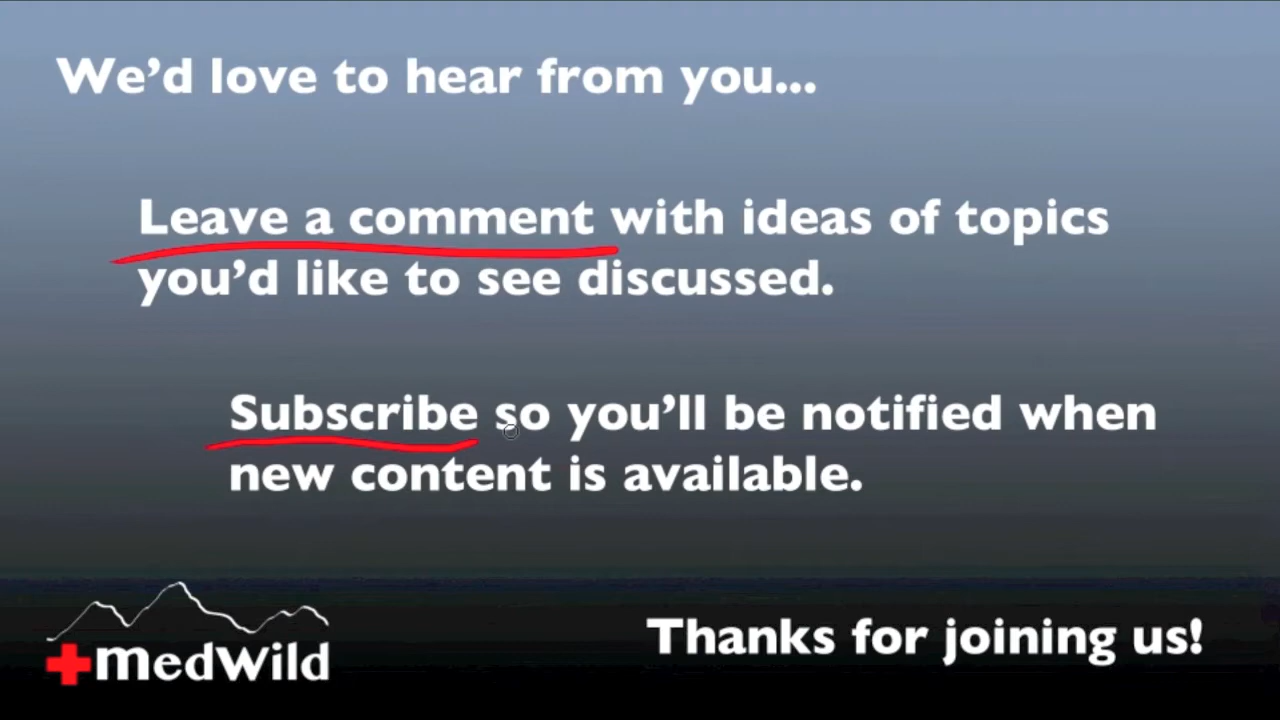 We’d love to hear from you...
Leave a comment with ideas of topics
you’d like to see discussed.
Subscribe so you’ll be notified when
new content is available.
medWild
Thanks for joining us!